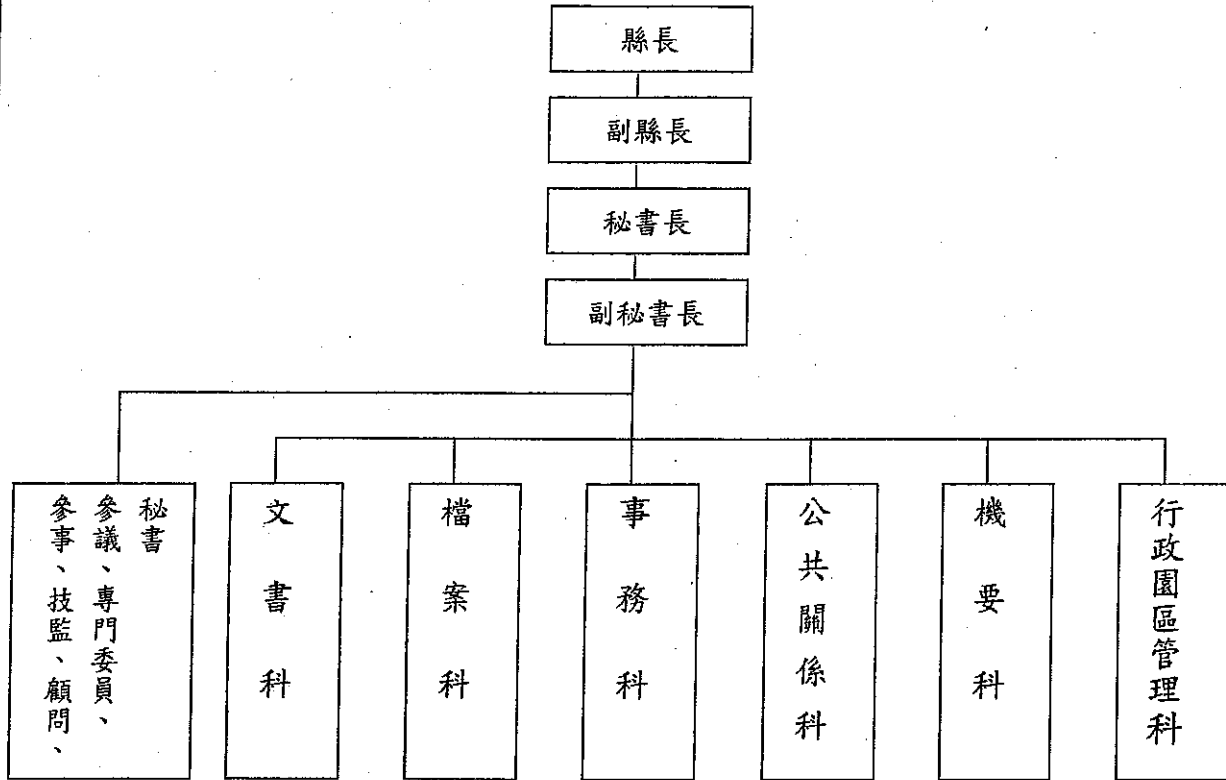 縣長
副縣長
秘書長
副秘書長
參事、技監、顧問、
參議、專門委員、
秘書
文書科
檔案科
事務科
公共關係科
機要科
行政園區管理科